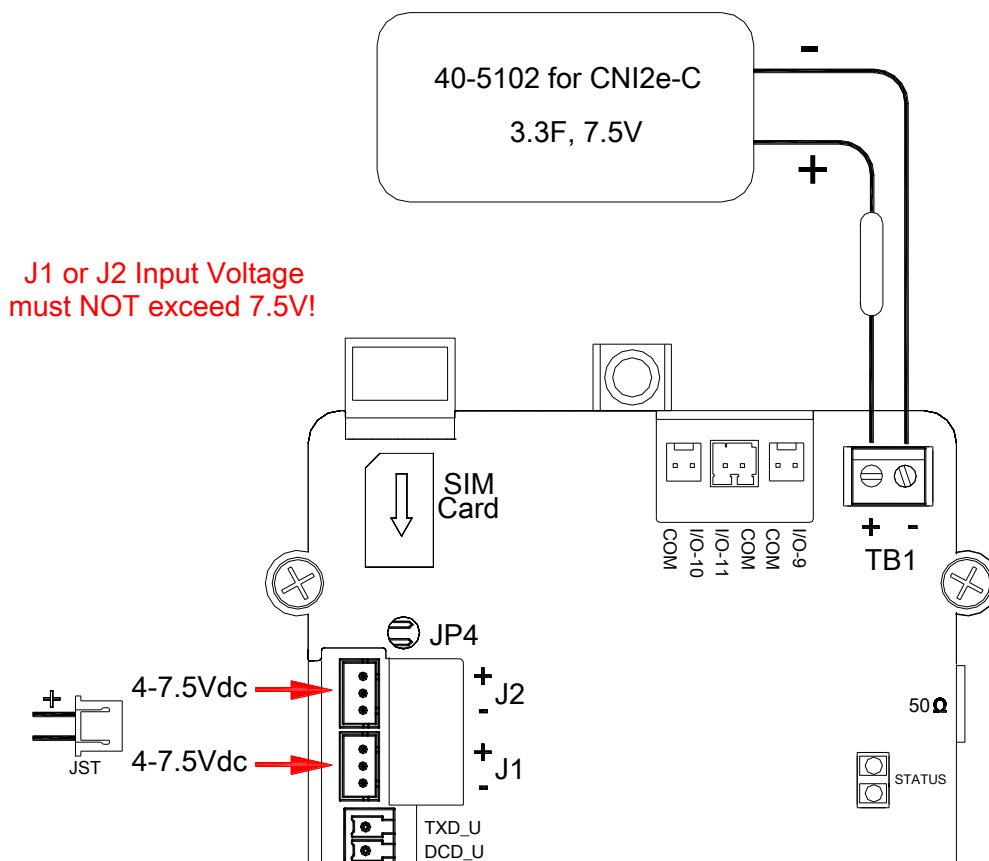 -
40-5102 for CNI2e-C
3.3F, 7.5V
+
J1 or J2 Input Voltage
must NOT exceed 7.5V!
SIM
Card
COM
I/O-10
I/O-11
COM
COM
I/O-9
+ -
TB1
JP4
+
4-7.5Vdc
+
J2
-
50Ω
JST
4-7.5Vdc
+
J1
-
STATUS
TXD_U
DCD_U